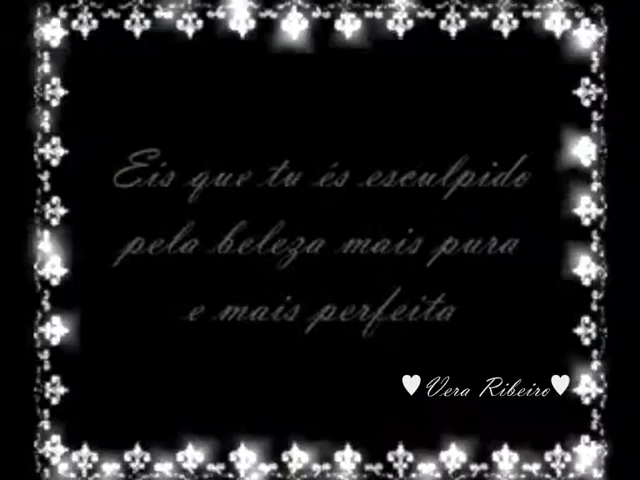 Eis que tu és esculpido
pela beleza mais pura
e mais perfeita
♥Vera Ribeiro♥